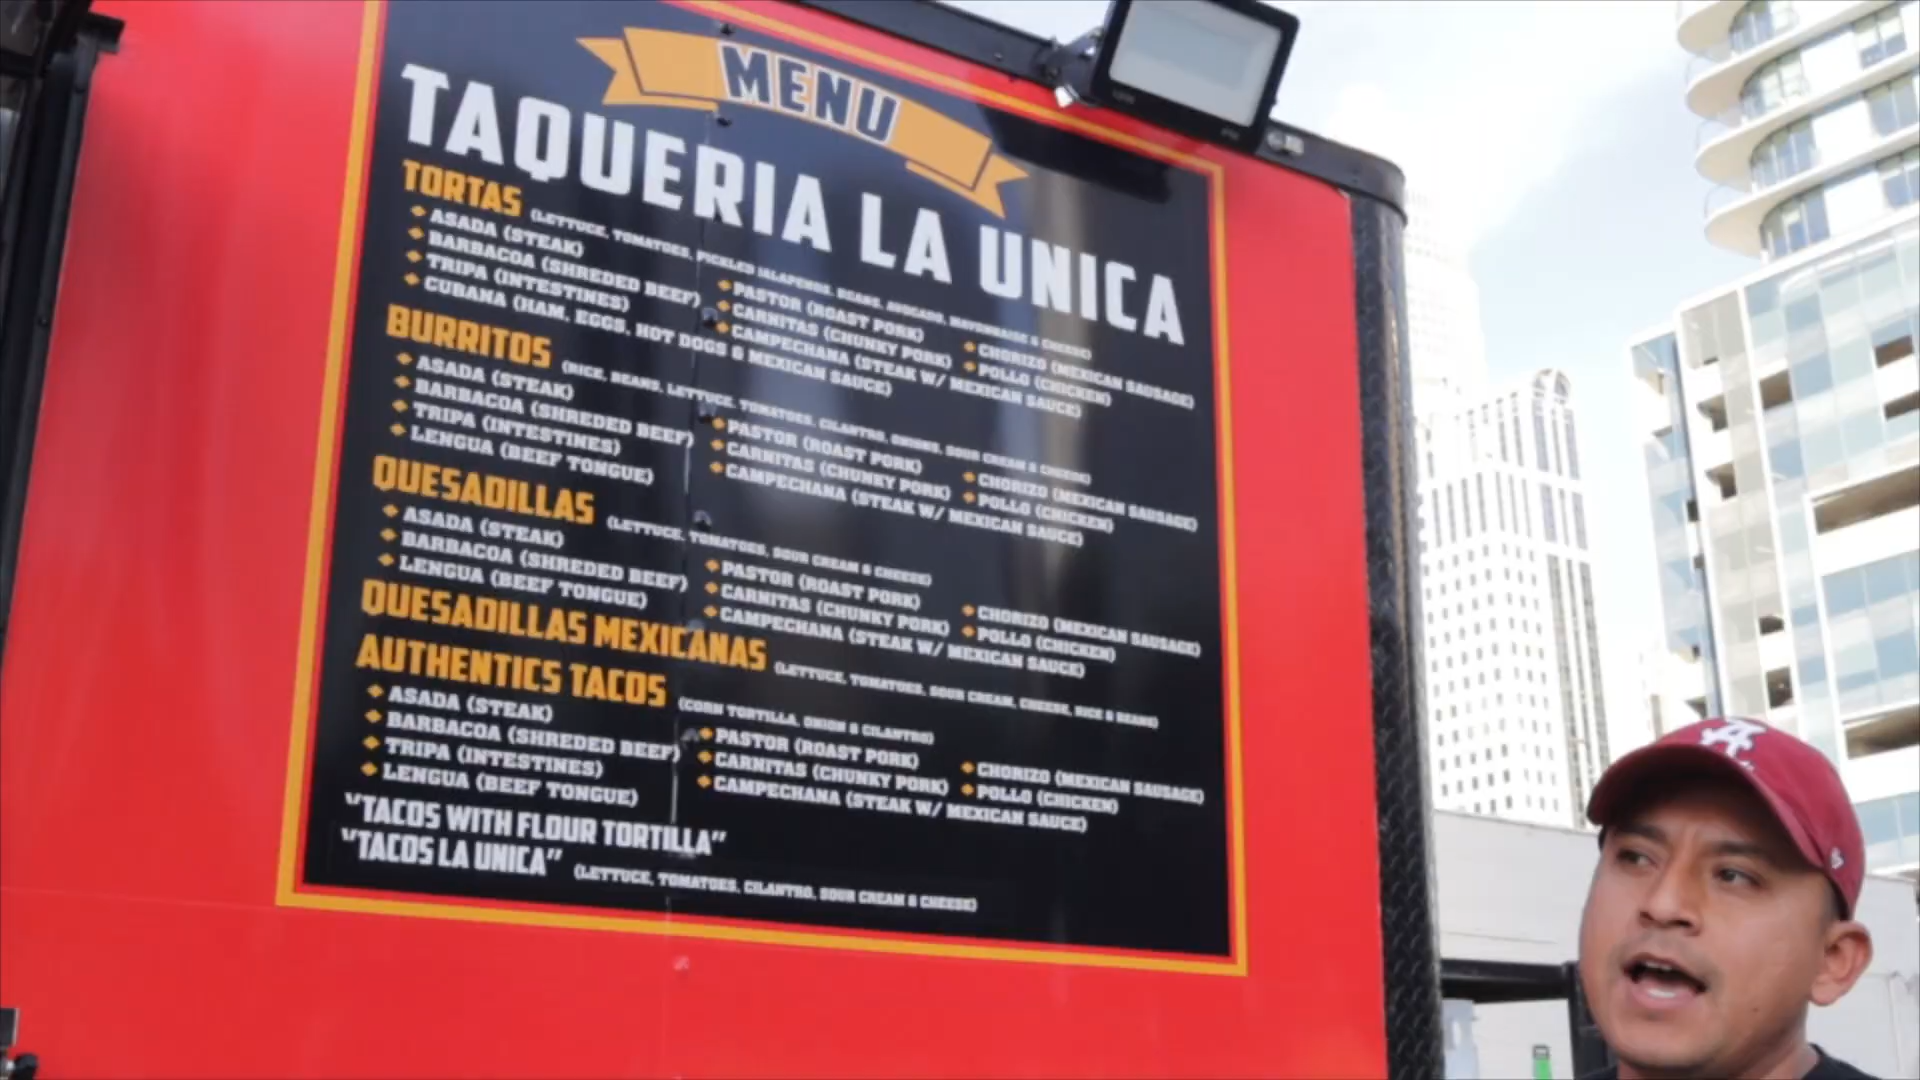 MENU
TAQUERIA LA UNICA
TORTAS (LETTUCE, TOMATOES, PICKLED JALAPENOS, BEANS, AVOCADO, MAYONNAISE & CHEESE)
ASADA (STEAK)
BARBACOA (SHREDED BEEF)
TRIPA (INTESTINES)
CUBANA (HAM, EGGS, HOT DOGS & MEXICAN SAUCE)
PASTOR (ROAST PORK)
CARNITAS (CHUNKY PORK)
CAMPECHANA (STEAK W/ MEXICAN SAUCE)
CHORIZO (MEXICAN SAUSAGE)
POLLO (CHICKEN)
BURRITOS (RICE, BEANS, LETTUCE, TOMATOES, CILANTRO, ONIONS, SOUR CREAM & CHEESE)
ASADA (STEAK)
BARBACOA (SHREDED BEEF)
TRIPA (INTESTINES)
LENGUA (BEEF TONGUE)
PASTOR (ROAST PORK)
CARNITAS (CHUNKY PORK)
CAMPECHANA (STEAK W/ MEXICAN SAUCE)
CHORIZO (MEXICAN SAUSAGE)
POLLO (CHICKEN)
QUESADILLAS (LETTUCE, TOMATOES, SOUR CREAM & CHEESE)
ASADA (STEAK)
BARBACOA (SHREDED BEEF)
LENGUA (BEEF TONGUE)
PASTOR (ROAST PORK)
CARNITAS (CHUNKY PORK)
CAMPECHANA (STEAK W/ MEXICAN SAUCE)
CHORIZO (MEXICAN SAUSAGE)
POLLO (CHICKEN)
QUESADILLAS MEXICANAS (LETTUCE, TOMATOES, SOUR CREAM, CHEESE, RICE & BEANS)
AUTHENTICS TACOS (CORN TORTILLA, ONION & CILANTRO)
ASADA (STEAK)
BARBACOA (SHREDED BEEF)
TRIPA (INTESTINES)
LENGUA (BEEF TONGUE)
PASTOR (ROAST PORK)
CARNITAS (CHUNKY PORK)
CAMPECHANA (STEAK W/ MEXICAN SAUCE)
CHORIZO (MEXICAN SAUSAGE)
POLLO (CHICKEN)
"TACOS WITH FLOUR TORTILLA"
"TACOS LA UNICA" (LETTUCE, TOMATOES, CILANTRO, SOUR CREAM & CHEESE)
A